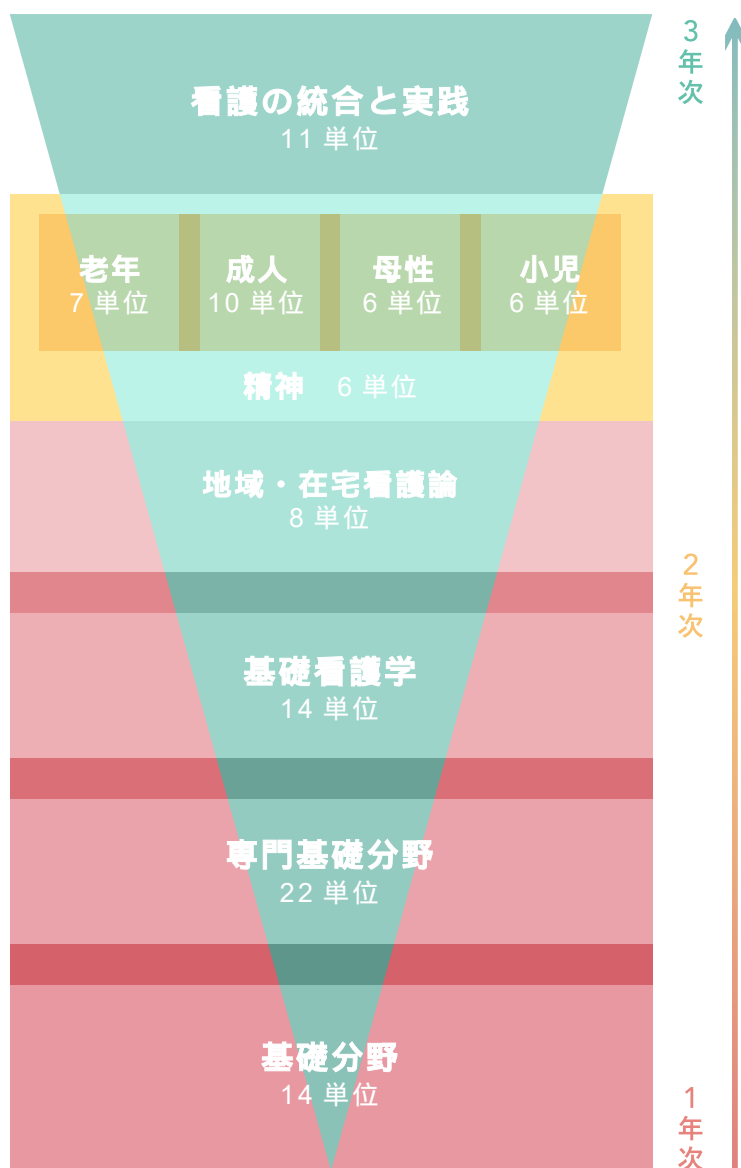 看護の統合と実践
11 単位
老年
7 単位
成人
10 単位
母性
6 単位
小児
6 単位
精神 6 単位
地域・在宅看護論
8 単位
基礎看護学
14 単位
専門基礎分野
22 単位
基礎分野
14 単位
3年次
2年次
1年次